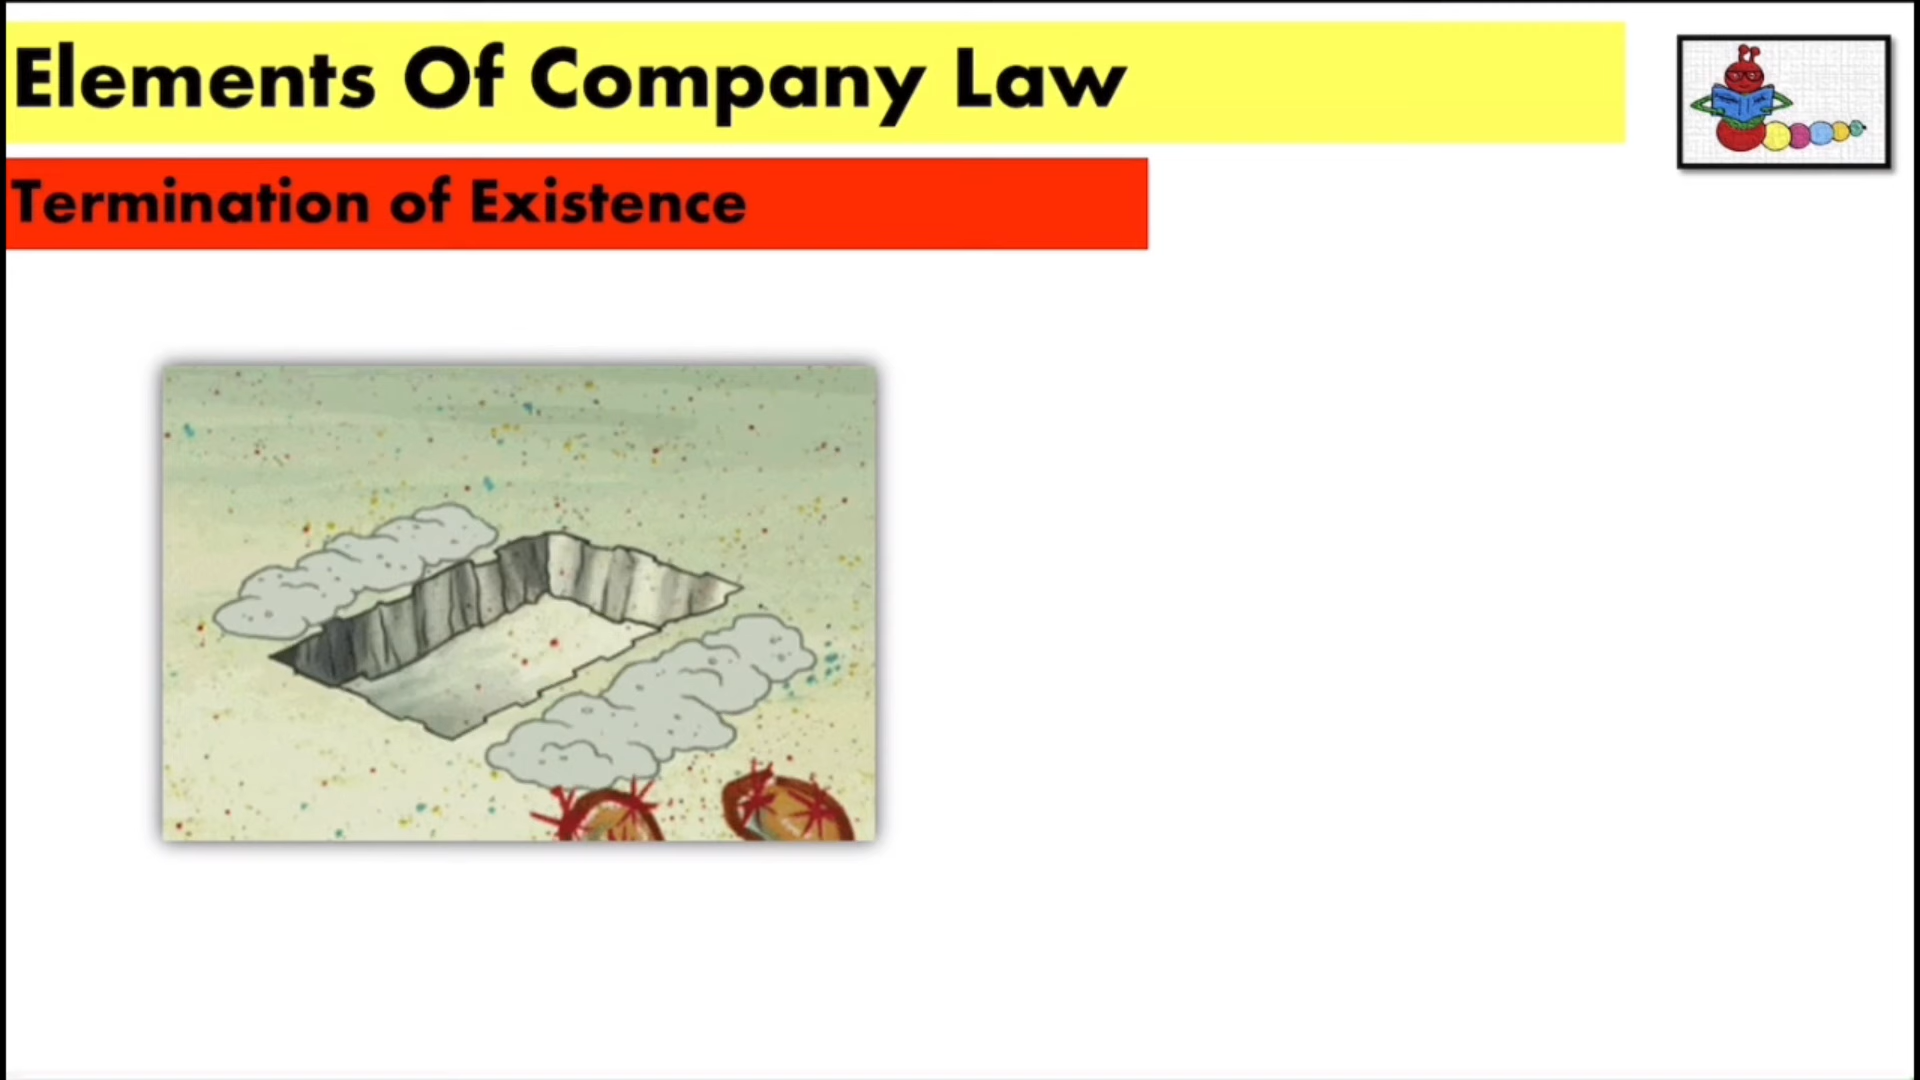 Elements Of Company Law
Termination of Existence